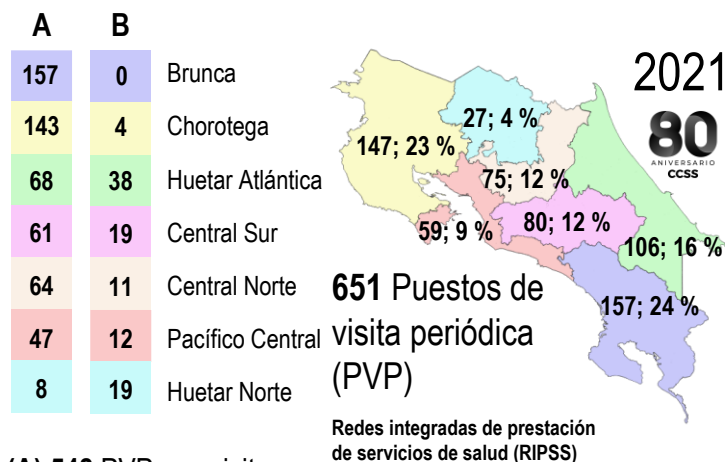 A B
157 0 Brunca
143 4 Chorotega
68 38 Huetar Atlántica
61 19 Central Sur
64 11 Central Norte
47 12 Pacífico Central
8 19 Huetar Norte
2021
80
ANIVERSARIO
CCSS
27; 4 %
147; 23 %
75; 12 %
80; 12 %
59; 9 %
106; 16 %
157; 24 %
651 Puestos de
visita periódica
(PVP)
Redes integradas de prestación
de servicios de salud (RIPSS)